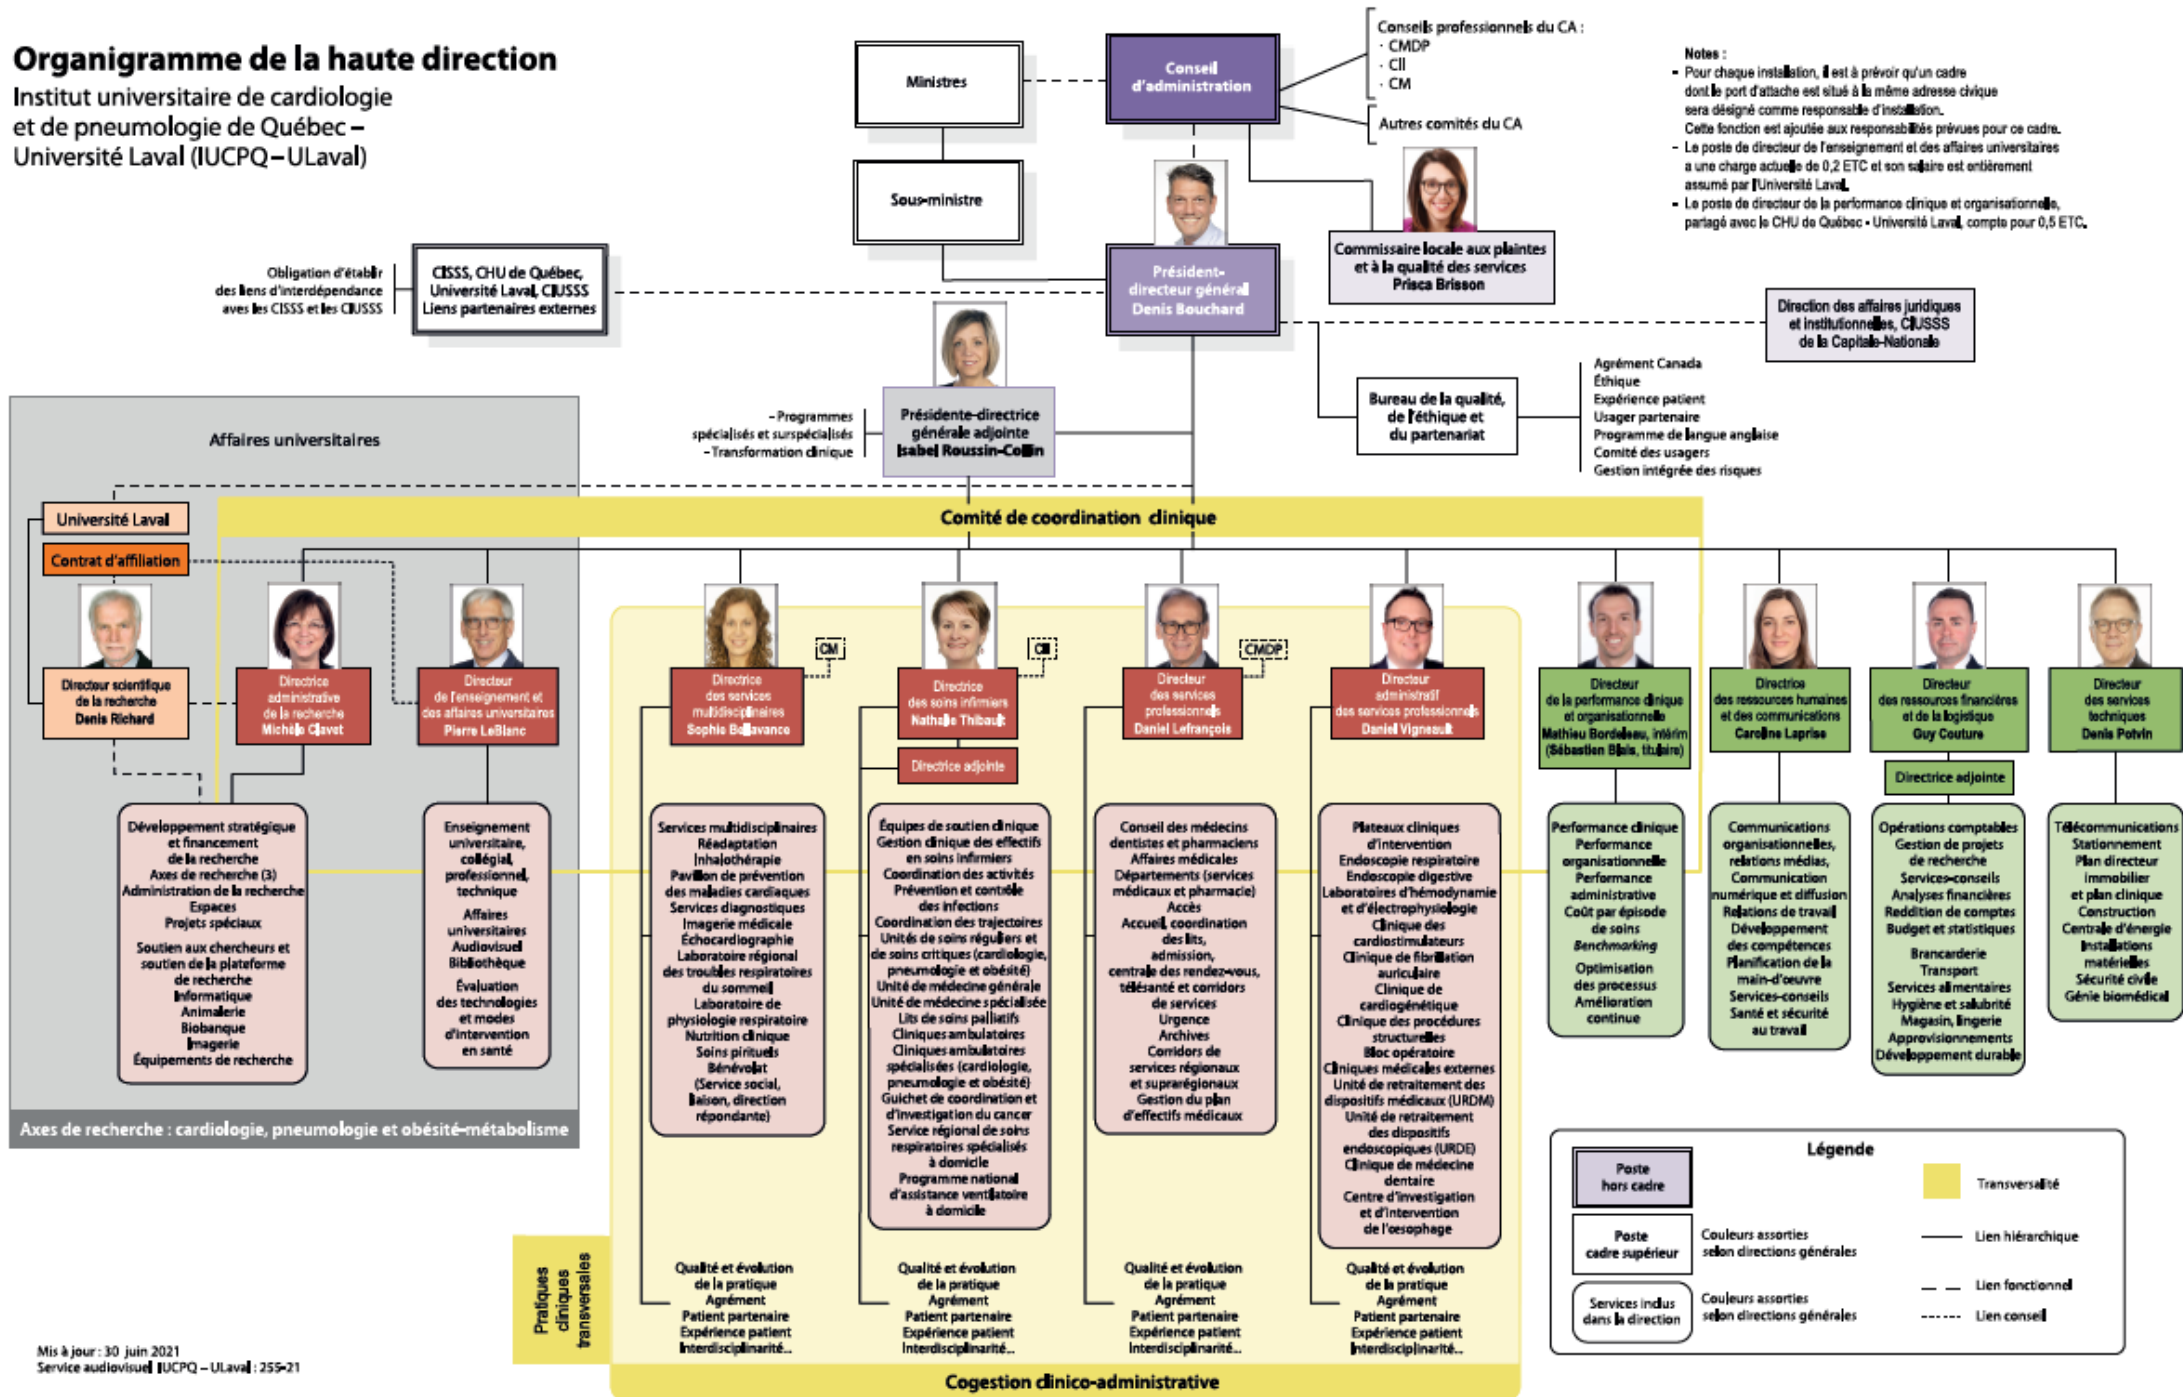 Organigramme de la haute direction
Institut universitaire de cardiologie
et de pneumologie de Québec –
Université Laval (IUCPQ – ULaval)
Ministres
Sous-ministre
Conseil
d'administration
Conseils professionnels du CA :
· CMDP
· CII
· CM
Autres comités du CA
Notes :
- Pour chaque installation, il est à prévoir qu'un cadre
dont le port d'attache est situé à la même adresse civique
sera désigné comme responsable d'installation.
Cette fonction est ajoutée aux responsabilités prévues pour ce cadre.
- Le poste de directeur de l'enseignement et des affaires universitaires
a une charge actuelle de 0,2 ETC et son salaire est entièrement
assumé par l'Université Laval.
- Le poste de directeur de la performance clinique et organisationnelle,
partagé avec le CHU de Québec - Université Laval, compte pour 0,5 ETC.
Commissaire locale aux plaintes
et à la qualité des services
Prisca Brisson
Obligation d'établir
des liens d'interdépendance
aves les CISSS et les CIUSSS
CISSS, CHU de Québec,
Université Laval, CIUSSS
Liens partenaires externes
Président-
directeur général
Denis Bouchard
Direction des affaires juridiques
et institutionnelles, CIUSSS
de la Capitale-Nationale
Bureau de la qualité,
de l'éthique et
du partenariat
Agrément Canada
Éthique
Expérience patient
Usager partenaire
Programme de langue anglaise
Comité des usagers
Gestion intégrée des risques
– Programmes
spécialisés et surspécialisés
– Transformation clinique
Présidente-directrice
générale adjointe
Isabel Roussin-Collin
Affaires universitaires
Université Laval
Contrat d'affiliation
Comité de coordination clinique
Directeur scientifique
de la recherche
Denis Richard
Directrice
administrative
de la recherche
Michèle Clavet
Directeur
de l'enseignement et
des affaires universitaires
Pierre LeBlanc
CM
Directrice
des services
multidisciplinaires
Sophie Bellavance
CII
Directrice
des soins infirmiers
Nathalie Thibault
Directrice adjointe
CMDP
Directeur
des services
professionnels
Daniel Lefrançois
Directeur
administratif
des services professionnels
Daniel Vigneault
Directeur
de la performance clinique
et organisationnelle
Mathieu Bordeleau, intérim
(Sébastien Blais, titulaire)
Directrice
des ressources humaines
et des communications
Caroline Laprise
Directeur
des ressources financières
et de la logistique
Guy Couture
Directrice adjointe
Directeur
des services
techniques
Denis Potvin
Développement stratégique
et financement
de la recherche
Axes de recherche (3)
Administration de la recherche
Espaces
Projets spéciaux
Soutien aux chercheurs et
soutien de la plateforme
de recherche
Informatique
Animalerie
Biobanque
Imagerie
Équipements de recherche
Enseignement
universitaire,
collégial,
professionnel,
technique
Affaires
universitaires
Audiovisuel
Bibliothèque
Évaluation
des technologies
et modes
d'intervention
en santé
Axes de recherche : cardiologie, pneumologie et obésité-métabolisme
Services multidisciplinaires
Réadaptation
Inhalothérapie
Pavillon de prévention
des maladies cardiaques
Services diagnostiques
Imagerie médicale
Échocardiographie
Laboratoire régional
des troubles respiratoires
du sommeil
Laboratoire de
physiologie respiratoire
Nutrition clinique
Soins pirituels
Bénévolat
(Service social,
liaison, direction
répondante)
Équipes de soutien clinique
Gestion clinique des effectifs
en soins infirmiers
Coordination des activités
Prévention et contrôle
des infections
Coordination des trajectoires
Unités de soins réguliers et
de soins critiques (cardiologie,
pneumologie et obésité)
Unité de médecine générale
Unité de médecine spécialisée
Lits de soins palliatifs
Cliniques ambulatoires
Cliniques ambulatoires
spécialisées (cardiologie,
pneumologie et obésité)
Guichet de coordination et
d'investigation du cancer
Service régional de soins
respiratoires spécialisés
à domicile
Programme national
d'assistance ventilatoire
à domicile
Conseil des médecins
dentistes et pharmaciens
Affaires médicales
Départements (services
médicaux et pharmacie)
Accès
Accueil, coordination
des lits,
admission,
centrale des rendez-vous,
télésanté et corridors
de services
Urgence
Archives
Corridors de
services régionaux
et suprarégionaux
Gestion du plan
d'effectifs médicaux
Plateaux cliniques
d'intervention
Endoscopie respiratoire
Endoscopie digestive
Laboratoires d'hémodynamie
et d'électrophysiologie
Clinique des
cardiostimulateurs
Clinique de fibrillation
auriculaire
Clinique de
cardiogénétique
Clinique des procédures
structurelles
Bloc opératoire
Cliniques médicales externes
Unité de retraitement des
dispositifs médicaux (URDM)
Unité de retraitement
des dispositifs
endoscopiques (URDE)
Clinique de médecine
dentaire
Centre d'investigation
et d'intervention
de l'œsophage
Performance clinique
Performance
organisationnelle
Performance
administrative
Coût par épisode
de soins
Benchmarking
Optimisation
des processus
Amélioration
continue
Communications
organisationnelles,
relations médias,
Communication
numérique et diffusion
Relations de travail
Développement
des compétences
Planification de la
main-d'œuvre
Services-conseils
Santé et sécurité
au travail
Opérations comptables
Gestion de projets
de recherche
Services-conseils
Analyses financières
Reddition de comptes
Budget et statistiques
Brancarderie
Transport
Services alimentaires
Hygiène et salubrité
Magasin, lingerie
Approvisionnements
Développement durable
Télécommunications
Stationnement
Plan directeur
immobilier
et plan clinique
Construction
Centrale d'énergie
Installations
matérielles
Sécurité civile
Génie biomédical
Pratiques
cliniques
transversales
Qualité et évolution
de la pratique
Agrément
Patient partenaire
Expérience patient
Interdisciplinarité...
Qualité et évolution
de la pratique
Agrément
Patient partenaire
Expérience patient
Interdisciplinarité...
Qualité et évolution
de la pratique
Agrément
Patient partenaire
Expérience patient
Interdisciplinarité...
Qualité et évolution
de la pratique
Agrément
Patient partenaire
Expérience patient
Interdisciplinarité...
Cogestion clinico-administrative
Légende
Poste
hors cadre
Transversalité
Poste
cadre supérieur
Couleurs assorties
selon directions générales
Lien hiérarchique
Services inclus
dans la direction
Couleurs assorties
selon directions générales
Lien fonctionnel
Lien conseil
Mis à jour : 30 juin 2021
Service audiovisuel IUCPQ – ULaval : 255-21